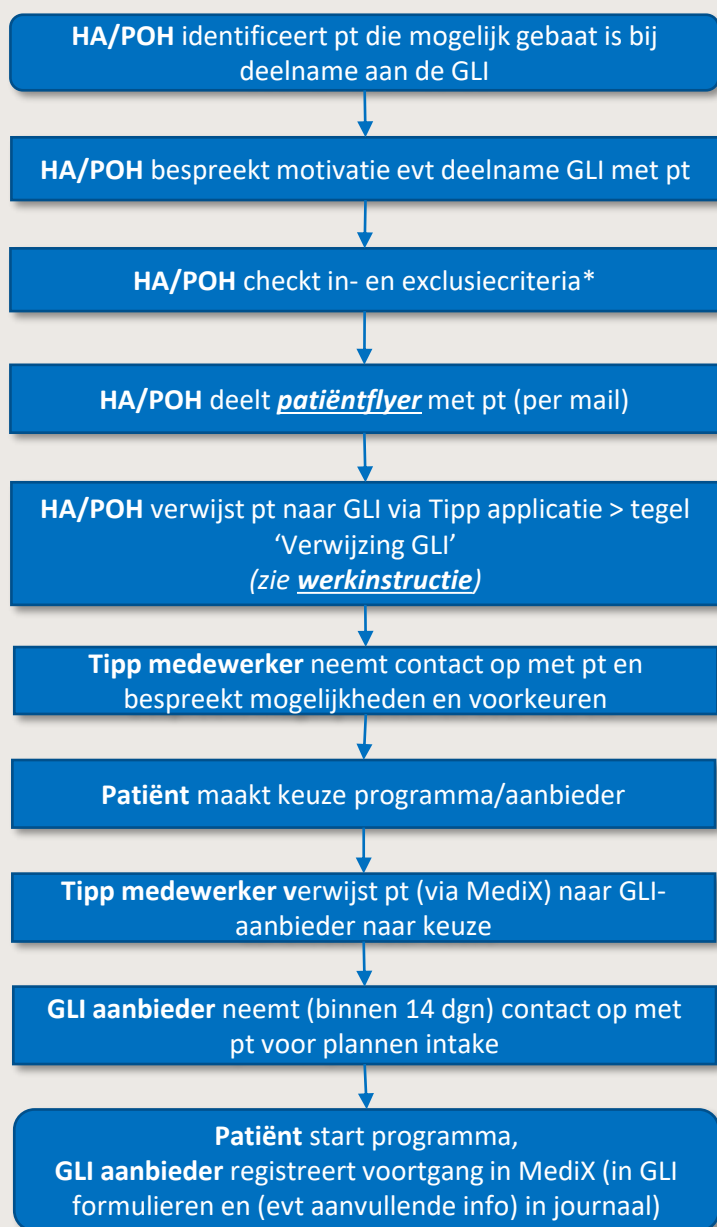 HA/POH identificeert pt die mogelijk gebaat is bij
deelname aan de GLI
HA/POH bespreekt motivatie evt deelname GLI met pt
HA/POH checkt in- en exclusiecriteria*
HA/POH deelt patiëntflyer met pt (per mail)
HA/POH verwijst pt naar GLI via Tipp applicatie > tegel
‘Verwijzing GLI’
(zie werkinstructie)
Tipp medewerker neemt contact op met pt en
bespreekt mogelijkheden en voorkeuren
Patiënt maakt keuze programma/aanbieder
Tipp medewerker verwijst pt (via MediX) naar GLI-
aanbieder naar keuze
GLI aanbieder neemt (binnen 14 dgn) contact op met
pt voor plannen intake
Patiënt start programma,
GLI aanbieder registreert voortgang in MediX (in GLI
formulieren en (evt aanvullende info) in journaal)